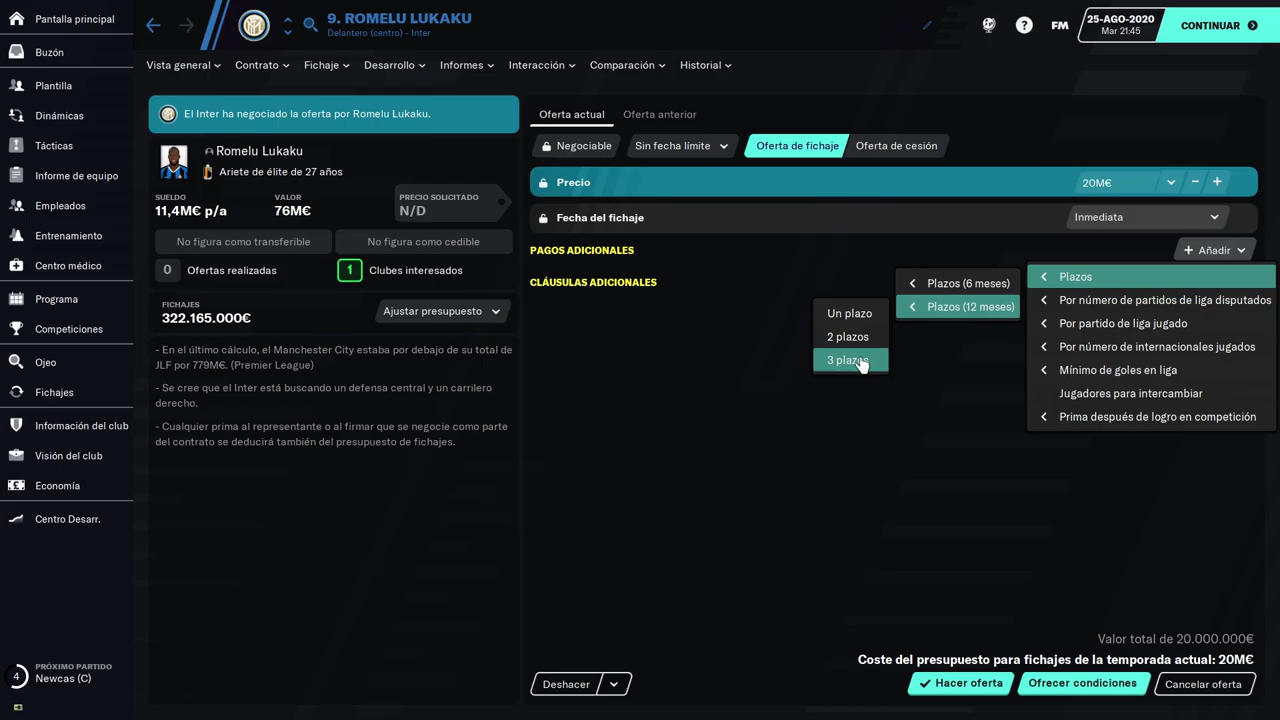 Pantalla principal
Buzón
Plantilla
Dinámicas
Tácticas
Informe de equipo
Empleados
Entrenamiento
Centro médico
Programa
Competiciones
Ojeo
Fichajes
Información del club
Visión del club
Economía
Centro Desarr.
4
PRÓXIMO PARTIDO
Newcas (C)
9. ROMELU LUKAKU
Delantero (centro) - Inter
FM
25-AGO-2020
Mar 21:45
CONTINUAR
Vista general
Contrato
Fichaje
Desarrollo
Informes
Interacción
Comparación
Historial
El Inter ha negociado la oferta por Romelu Lukaku.
Romelu Lukaku
Ariete de élite de 27 años
SUELDO
11,4M€ p/a
VALOR
76M€
PRECIO SOLICITADO
N/D
No figura como transferible
No figura como cedible
0 Ofertas realizadas
1 Clubes interesados
FICHAJES
322.165.000€
Ajustar presupuesto
- En el último cálculo, el Manchester City estaba por debajo de su total de
JLF por 779M€. (Premier League)
- Se cree que el Inter está buscando un defensa central y un carrilero
derecho.
- Cualquier prima al representante o al firmar que se negocie como parte
del contrato se deducirá también del presupuesto de fichajes.
Oferta actual
Oferta anterior
Negociable
Sin fecha límite
Oferta de fichaje
Oferta de cesión
Precio
20M€
Fecha del fichaje
Inmediata
PAGOS ADICIONALES
+ Añadir
CLÁUSULAS ADICIONALES
Plazos
Por número de partidos de liga disputados
Por partido de liga jugado
Por número de internacionales jugados
Mínimo de goles en liga
Jugadores para intercambiar
Prima después de logro en competición
Plazos (6 meses)
Plazos (12 meses)
Un plazo
2 plazos
3 plazos
Valor total de 20.000.000€
Coste del presupuesto para fichajes de la temporada actual: 20M€
Deshacer
Hacer oferta
Ofrecer condiciones
Cancelar oferta